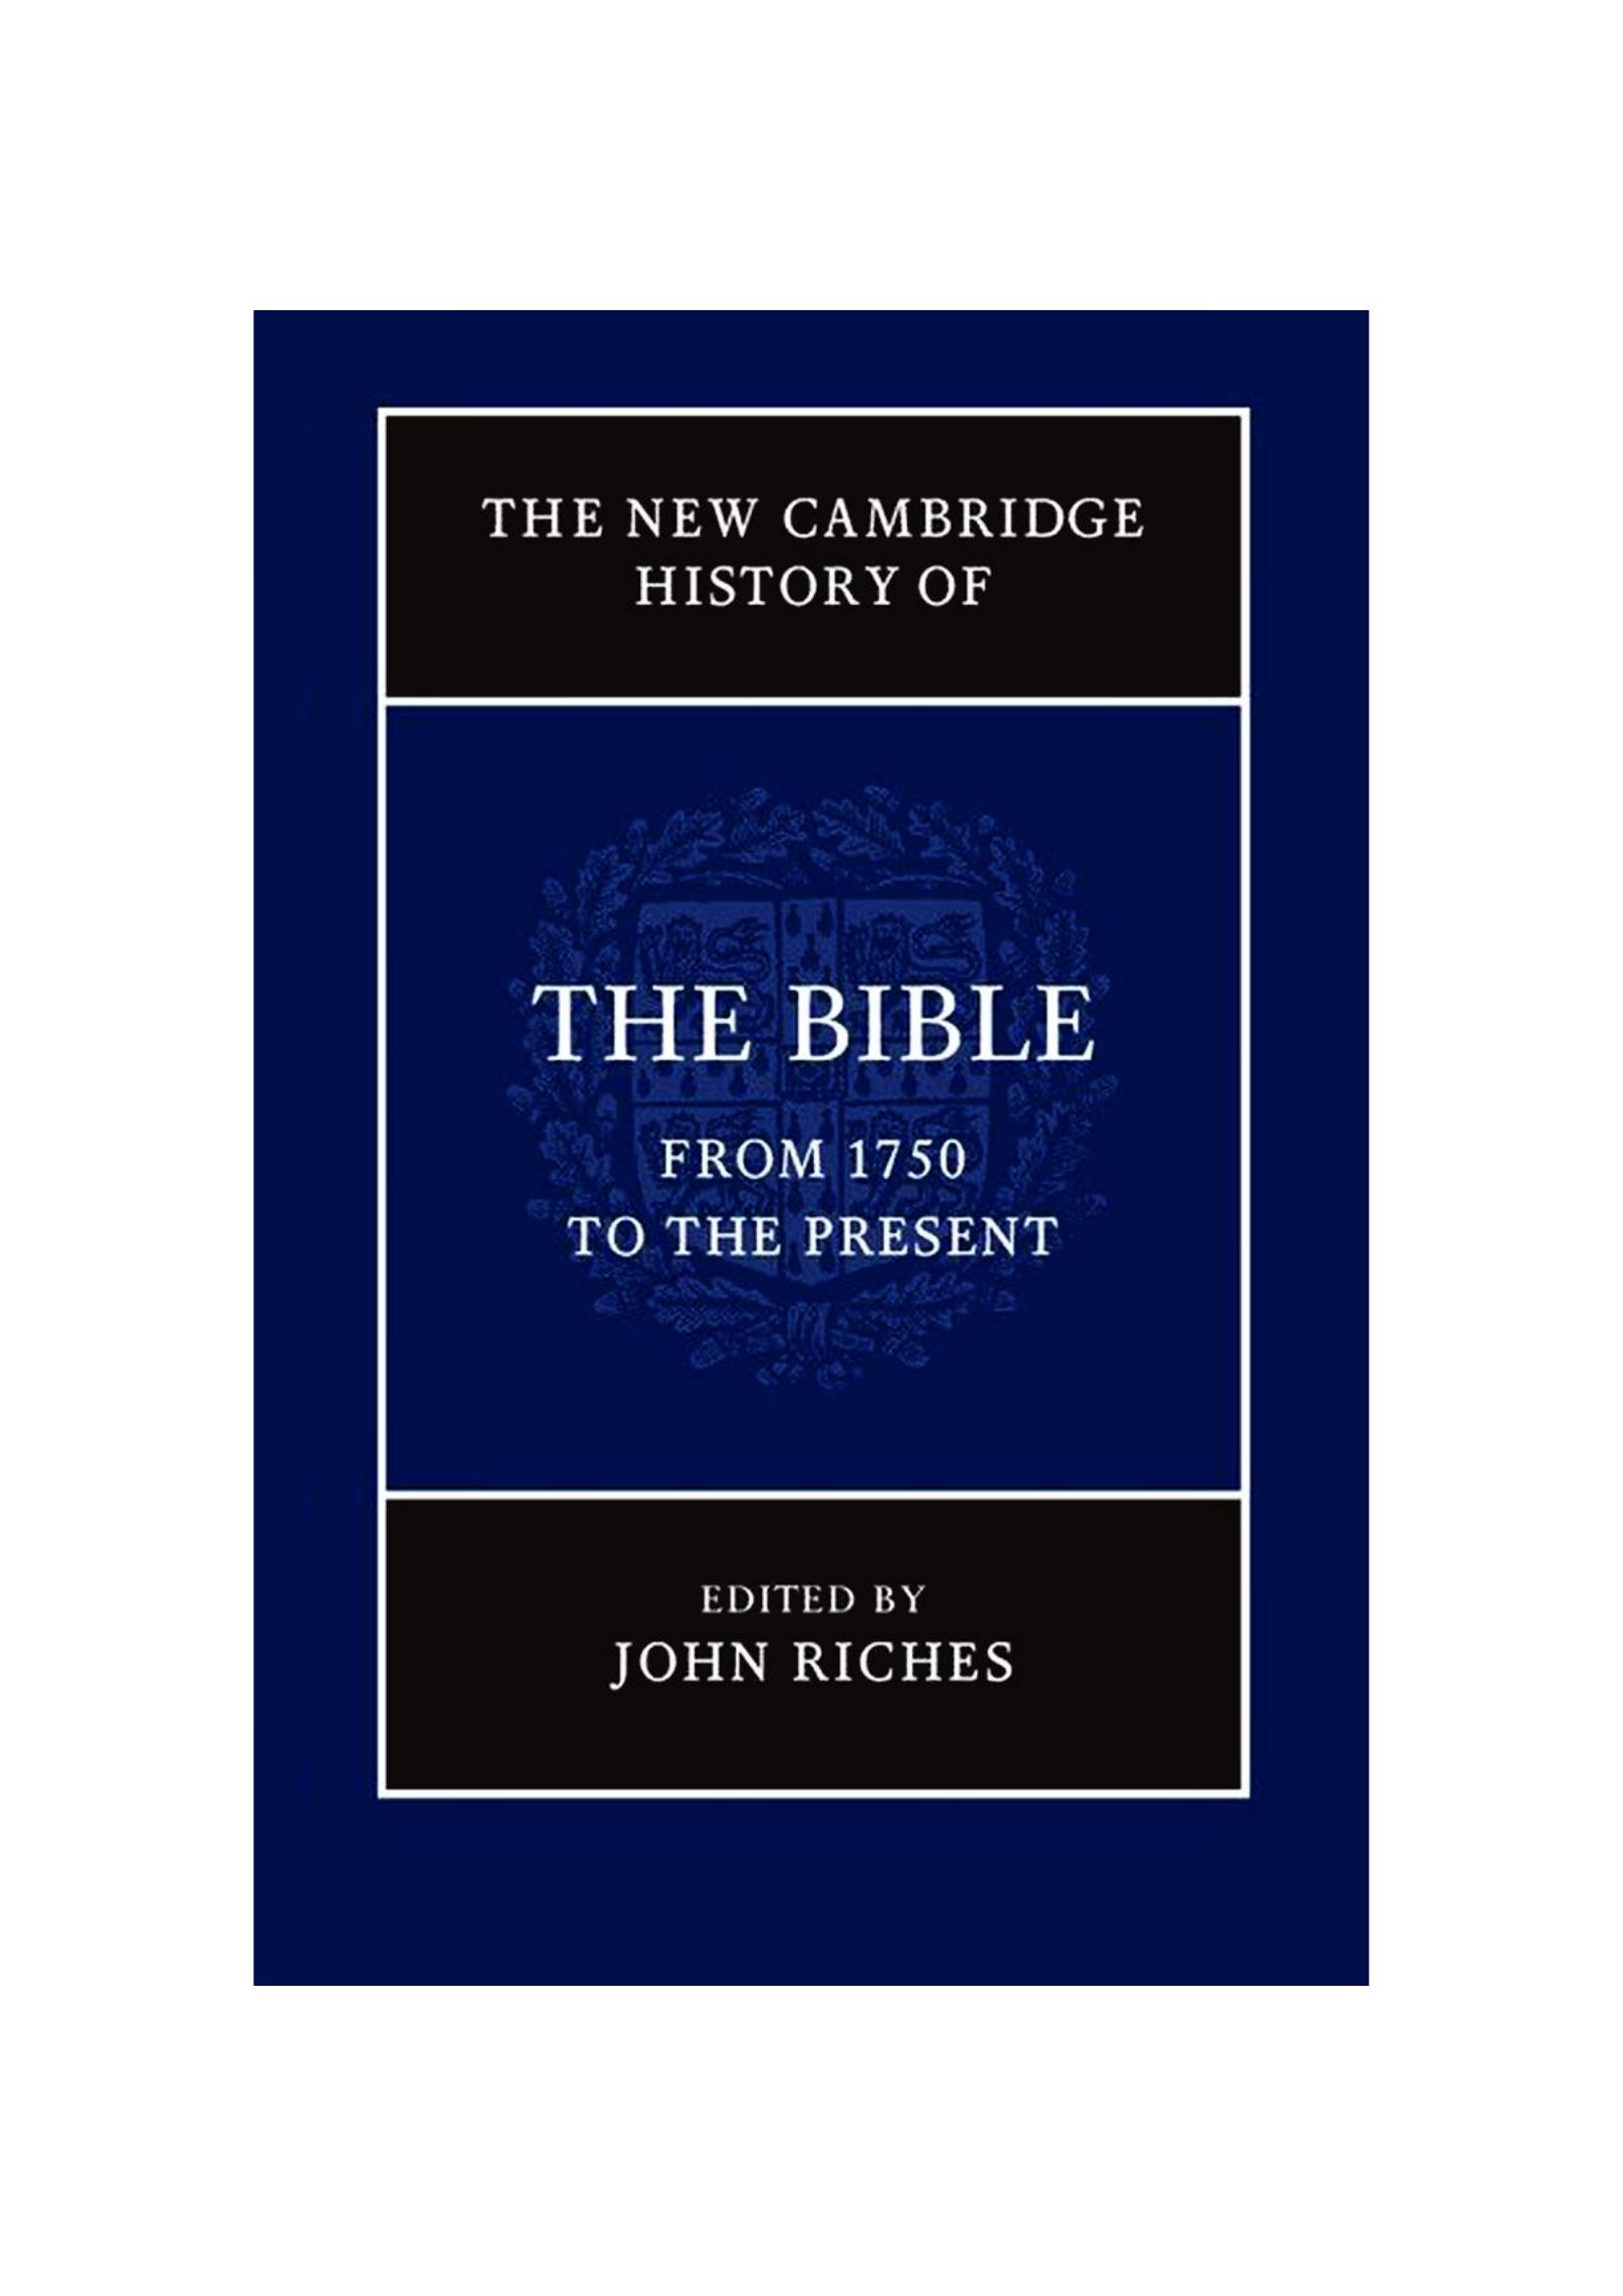 THE NEW CAMBRIDGE
HISTORY OF
THE BIBLE
FROM 1750
TO THE PRESENT
EDITED BY
JOHN RICHES